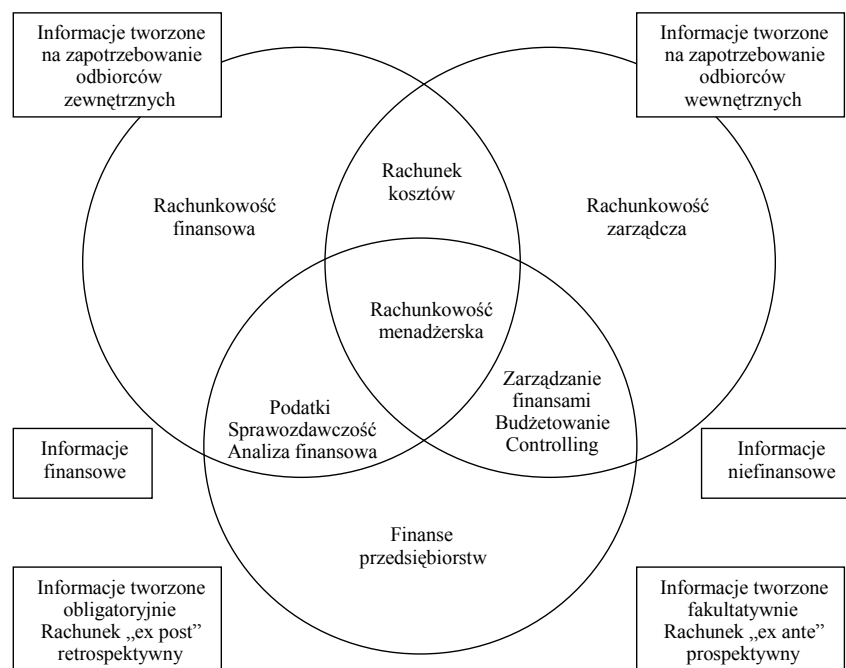 Informacje tworzone
na zapotrzebowanie
odbiorców
zewnętrznych
Informacje tworzone
na zapotrzebowanie
odbiorców
wewnętrznych
Rachunek
kosztów
Rachunkowość
finansowa
Rachunkowość
zarządcza
Rachunkowość
menadżerska
Podatki
Sprawozdawczość
Analiza finansowa
Zarządzanie
finansami
Budżetowanie
Controlling
Informacje
finansowe
Informacje
niefinansowe
Finanse
przedsiębiorstw
Informacje tworzone
obligatoryjnie
Rachunek „ex post”
retrospektywny
Informacje tworzone
fakultatywnie
Rachunek „ex ante”
prospektywny